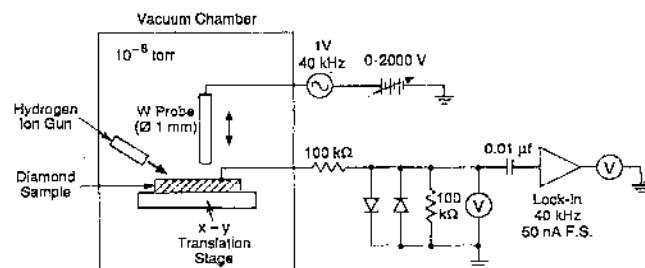 Vacuum Chamber
10⁻⁸ torr
1V
40 kHz
0-2000 V
Hydrogen
Ion Gun
W Probe
(Ø 1 mm)
Diamond
Sample
x – y
Translation
Stage
100 kΩ
100
kΩ
V
0.01 μf
V
Lock-In
40 kHz
50 nA F.S.